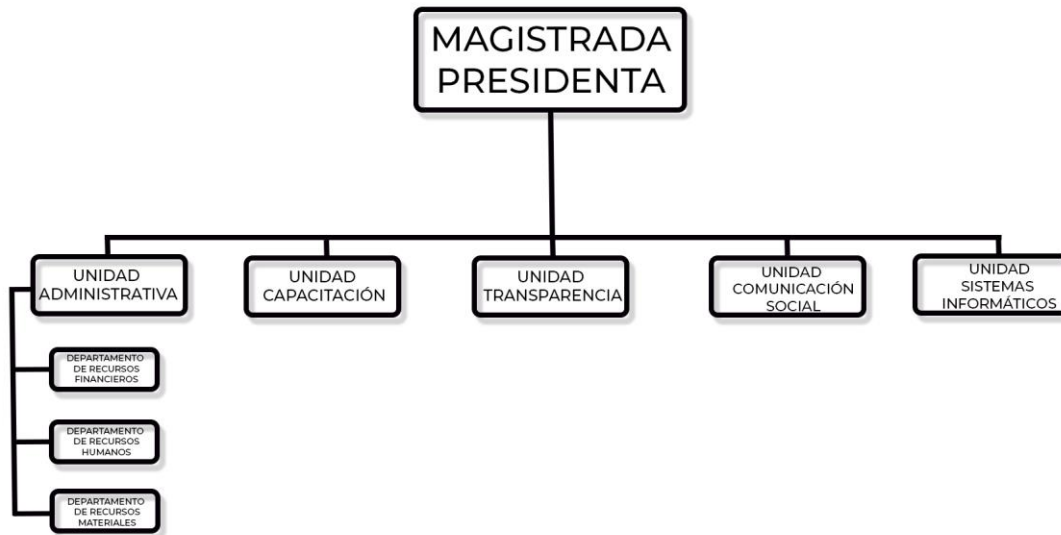 MAGISTRADA
PRESIDENTA
UNIDAD
ADMINISTRATIVA
UNIDAD
CAPACITACIÓN
UNIDAD
TRANSPARENCIA
UNIDAD
COMUNICACIÓN
SOCIAL
UNIDAD
SISTEMAS
INFORMÁTICOS
DEPARTAMENTO
DE RECURSOS
FINANCIEROS
DEPARTAMENTO
DE RECURSOS
HUMANOS
DEPARTAMENTO
DE RECURSOS
MATERIALES